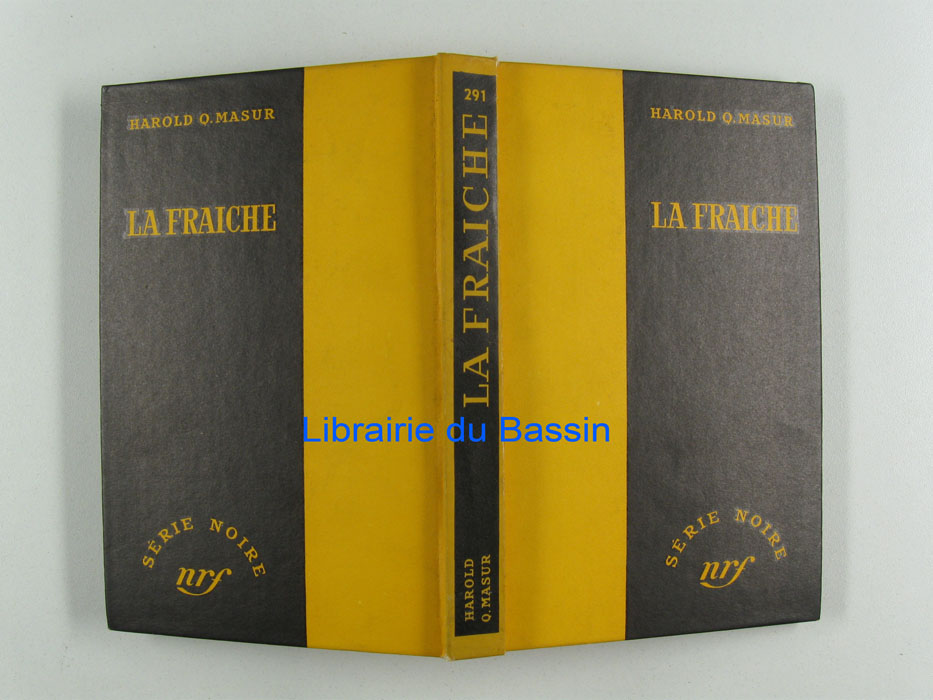 HAROLD Q. MASUR
LA FRAICHE
SÉRIE NOIRE
nrf
291
LA FRAICHE
HAROLD
Q. MASUR
HAROLD Q. MASUR
LA FRAICHE
SÉRIE NOIRE
nrf
Librairie du Bassin